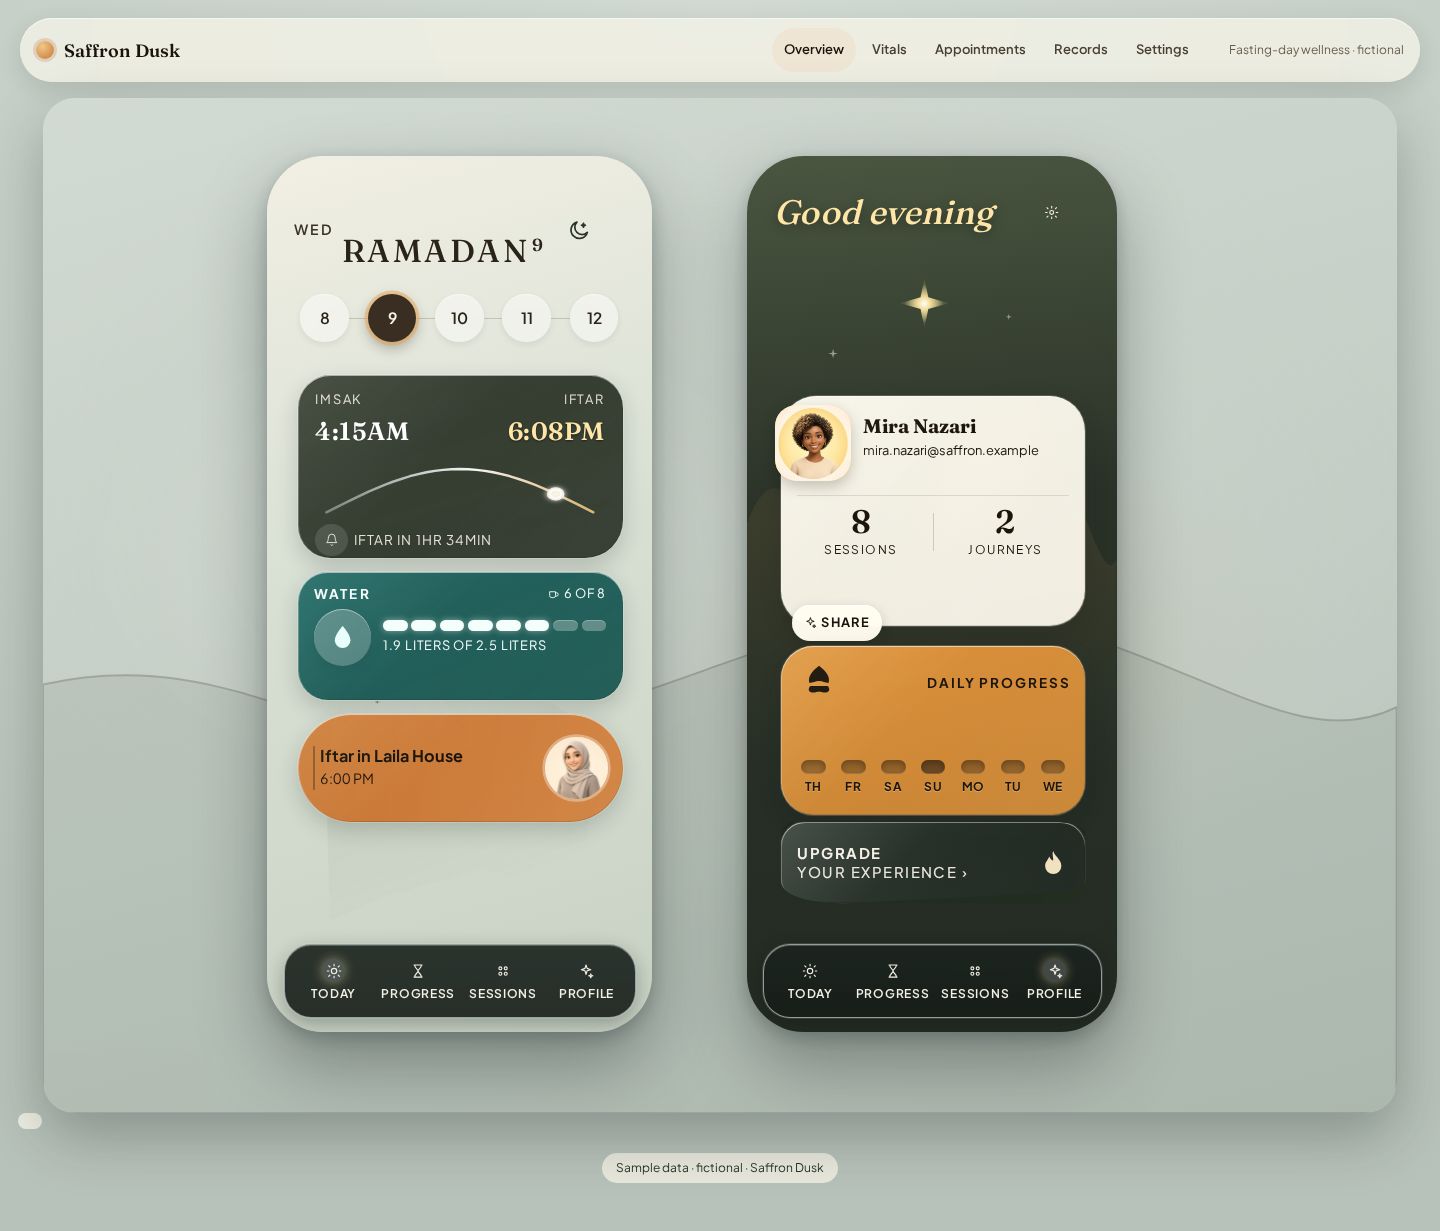 Saffron Dusk
Overview Vitals Appointments Records Settings Fasting-day wellness · fictional
WED
RAMADAN 9
8 9 10 11 12
IMSAK IFTAR
4:15AM 6:08PM
IFTAR IN 1HR 34MIN
WATER 6 OF 8
1.9 LITERS OF 2.5 LITERS
Iftar in Laila House
6:00 PM
TODAY PROGRESS SESSIONS PROFILE
Good evening
Mira Nazari
mira.nazari@saffron.example
8 2
SESSIONS JOURNEYS
SHARE
DAILY PROGRESS
TH FR SA SU MO TU WE
UPGRADE
YOUR EXPERIENCE ›
TODAY PROGRESS SESSIONS PROFILE
Sample data · fictional · Saffron Dusk